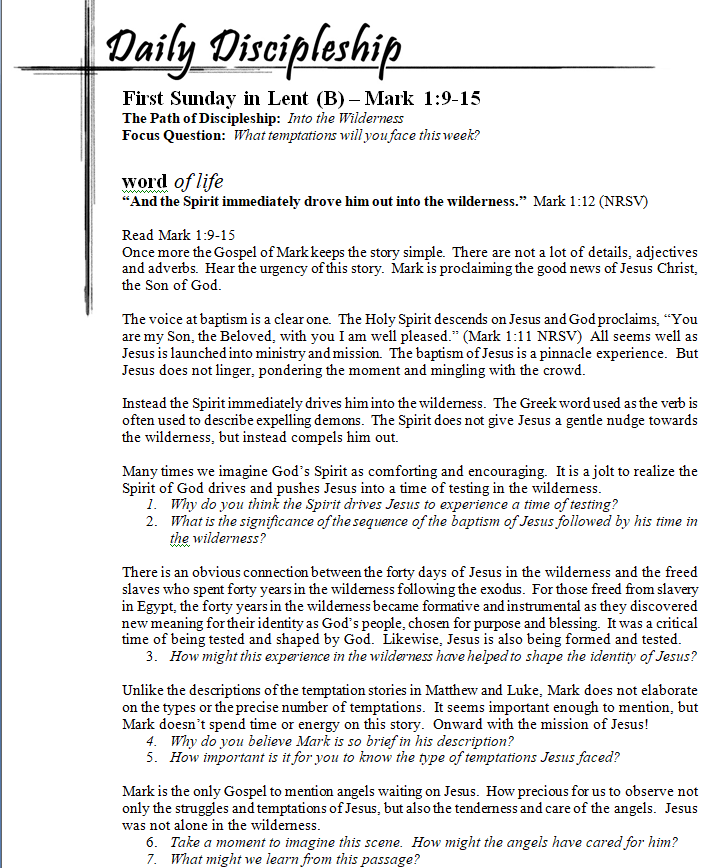 Daily Discipleship
First Sunday in Lent (B) – Mark 1:9-15
The Path of Discipleship: Into the Wilderness
Focus Question: What temptations will you face this week?
word of life
“And the Spirit immediately drove him out into the wilderness.” Mark 1:12 (NRSV)
Read Mark 1:9-15
Once more the Gospel of Mark keeps the story simple. There are not a lot of details, adjectives
and adverbs. Hear the urgency of this story. Mark is proclaiming the good news of Jesus Christ,
the Son of God.
The voice at baptism is a clear one. The Holy Spirit descends on Jesus and God proclaims, “You
are my Son, the Beloved, with you I am well pleased.” (Mark 1:11 NRSV) All seems well as
Jesus is launched into ministry and mission. The baptism of Jesus is a pinnacle experience. But
Jesus does not linger, pondering the moment and mingling with the crowd.
Instead the Spirit immediately drives him into the wilderness. The Greek word used as the verb is
often used to describe expelling demons. The Spirit does not give Jesus a gentle nudge towards
the wilderness, but instead compels him out.
Many times we imagine God’s Spirit as comforting and encouraging. It is a jolt to realize the
Spirit of God drives and pushes Jesus into a time of testing in the wilderness.
1. Why do you think the Spirit drives Jesus to experience a time of testing?
2. What is the significance of the sequence of the baptism of Jesus followed by his time in
the wilderness?
There is an obvious connection between the forty days of Jesus in the wilderness and the freed
slaves who spent forty years in the wilderness following the exodus. For those freed from slavery
in Egypt, the forty years in the wilderness became formative and instrumental as they discovered
new meaning for their identity as God’s people, chosen for purpose and blessing. It was a critical
time of being tested and shaped by God. Likewise, Jesus is also being formed and tested.
3. How might this experience in the wilderness have helped to shape the identity of Jesus?
Unlike the descriptions of the temptation stories in Matthew and Luke, Mark does not elaborate
on the types or the precise number of temptations. It seems important enough to mention, but
Mark doesn’t spend time or energy on this story. Onward with the mission of Jesus!
4. Why do you believe Mark is so brief in his description?
5. How important is it for you to know the type of temptations Jesus faced?
Mark is the only Gospel to mention angels waiting on Jesus. How precious for us to observe not
only the struggles and temptations of Jesus, but also the tenderness and care of the angels. Jesus
was not alone in the wilderness.
6. Take a moment to imagine this scene. How might the angels have cared for him?
7. What might we learn from this passage?